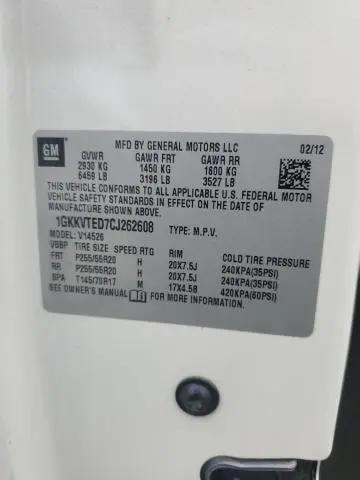 GM
MFD BY GENERAL MOTORS LLC 02/12
GVWR GAWR FRT GAWR RR
2930 KG 1450 KG 1600 KG
6459 LB 3196 LB 3527 LB
THIS VEHICLE CONFORMS TO ALL APPLICABLE U.S. FEDERAL MOTOR
VEHICLE SAFETY STANDARDS IN EFFECT ON THE DATE OF
MANUFACTURE SHOWN ABOVE.
1GKKVTED7CJ262608 TYPE: M.P.V.
MODEL: V14526
VBBP TIRE SIZE SPEED RTG RIM COLD TIRE PRESSURE
FRT P255/55R20 H 20X7.5J 240KPA(35PSI)
RR P255/55R20 H 20X7.5J 240KPA(35PSI)
SPA T145/70R17 M 17X4.5B 420KPA(60PSI)
SEE OWNER'S MANUAL FOR MORE INFORMATION.